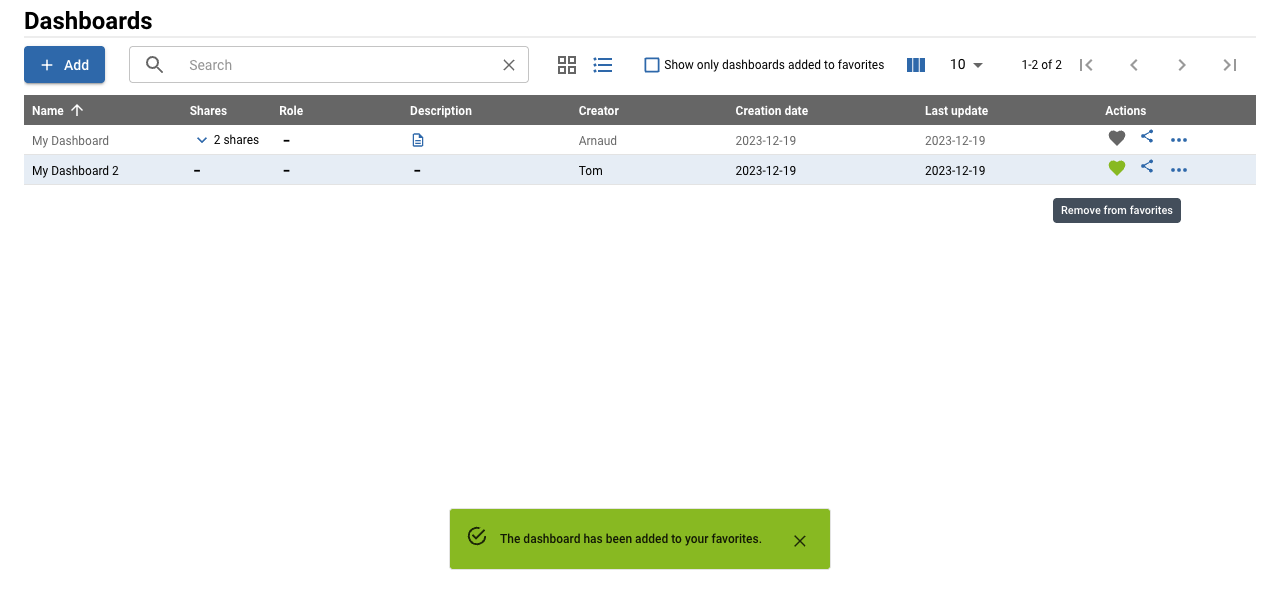 Dashboards
Add
Search
Show only dashboards added to favorites
10
1-2 of 2
Name Shares Role Description Creator Creation date Last update Actions
My Dashboard 2 shares – Arnaud 2023-12-19 2023-12-19
My Dashboard 2 – – – Tom 2023-12-19 2023-12-19
Remove from favorites
The dashboard has been added to your favorites.